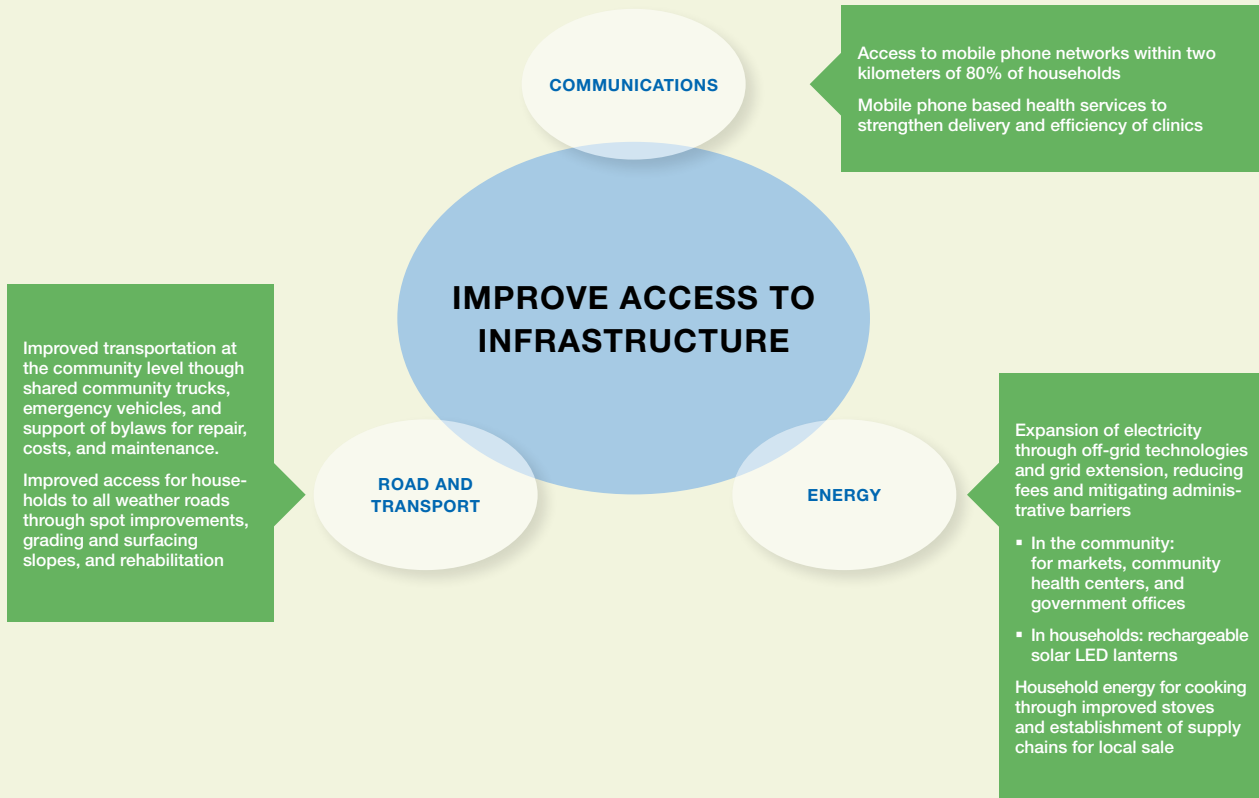 COMMUNICATIONS
Access to mobile phone networks within two
kilometers of 80% of households
Mobile phone based health services to
strengthen delivery and efficiency of clinics
IMPROVE ACCESS TO
INFRASTRUCTURE
Improved transportation at
the community level though
shared community trucks,
emergency vehicles, and
support of bylaws for repair,
costs, and maintenance.
Improved access for house-
holds to all weather roads
through spot improvements,
grading and surfacing
slopes, and rehabilitation
ROAD AND
TRANSPORT
ENERGY
Expansion of electricity
through off-grid technologies
and grid extension, reducing
fees and mitigating adminis-
trative barriers
▪ In the community:
for markets, community
health centers, and
government offices
▪ In households: rechargeable
solar LED lanterns
Household energy for cooking
through improved stoves
and establishment of supply
chains for local sale